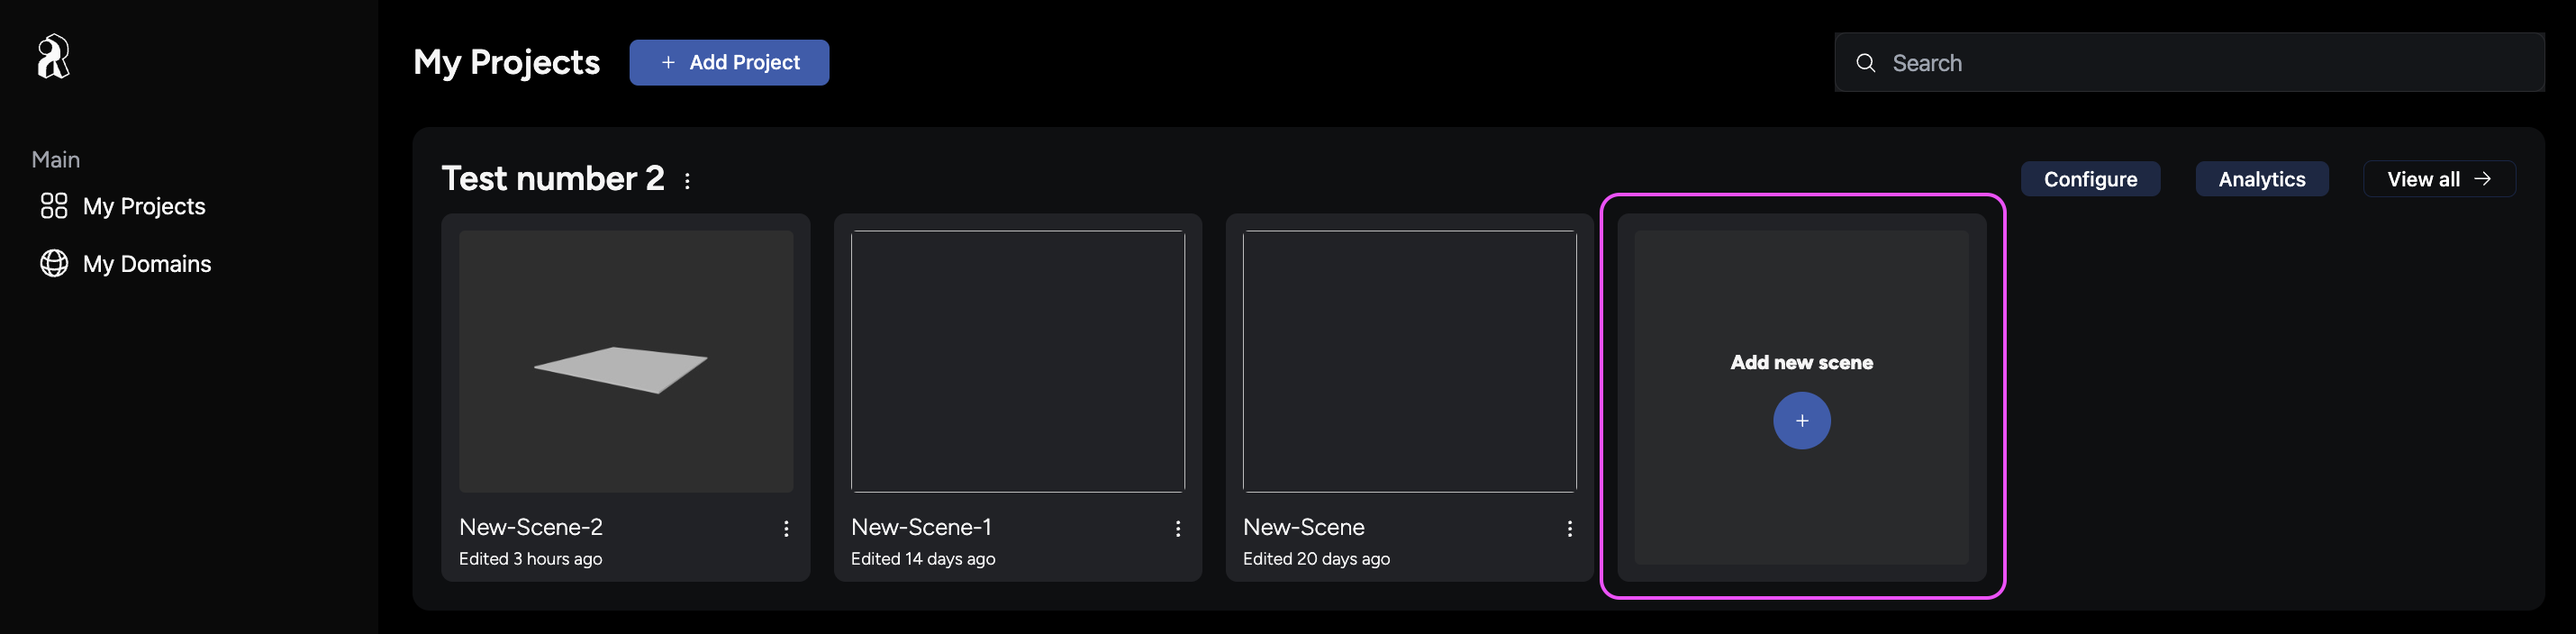 My Projects
+ Add Project
Search
Main
My Projects
My Domains
Test number 2
Configure
Analytics
View all →
New-Scene-2
Edited 3 hours ago
New-Scene-1
Edited 14 days ago
New-Scene
Edited 20 days ago
Add new scene
+